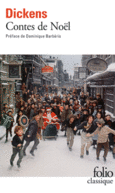 Dickens
Contes de Noël
Préface de Dominique Barbéris
folio
classique